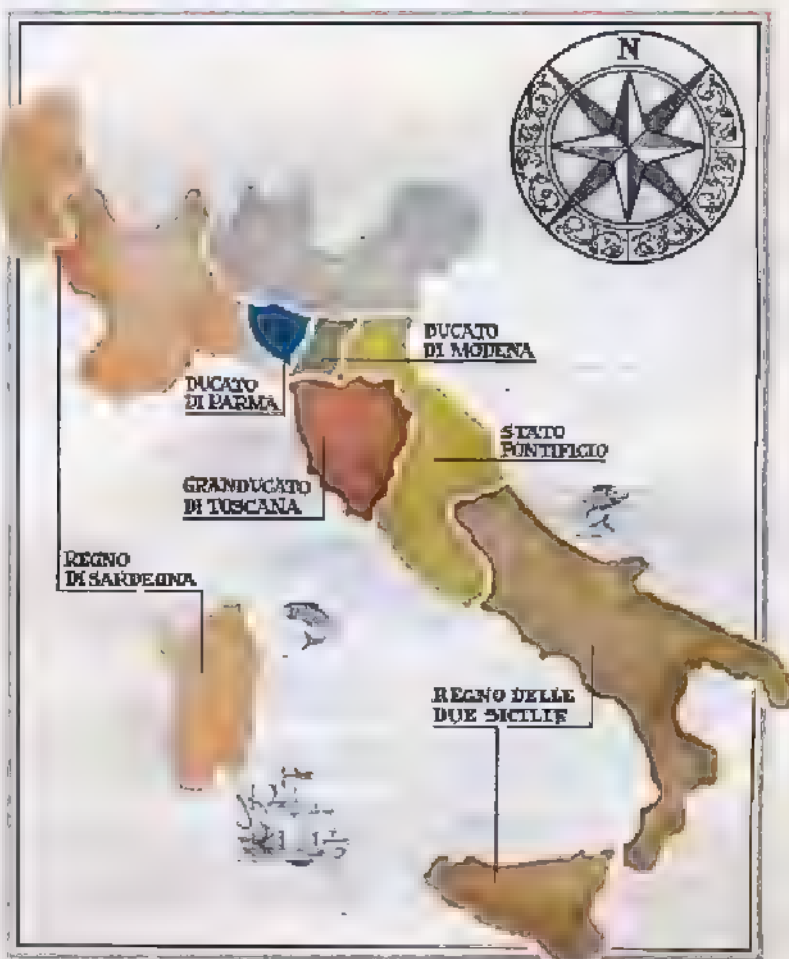 N
DUCATO
DI MODENA
DUCATO
DI PARMA
STATO
PONTIFICIO
GRANDUCATO
DI TOSCANA
REGNO
DI SARDEGNA
REGNO DELLE
DUE SICILIE